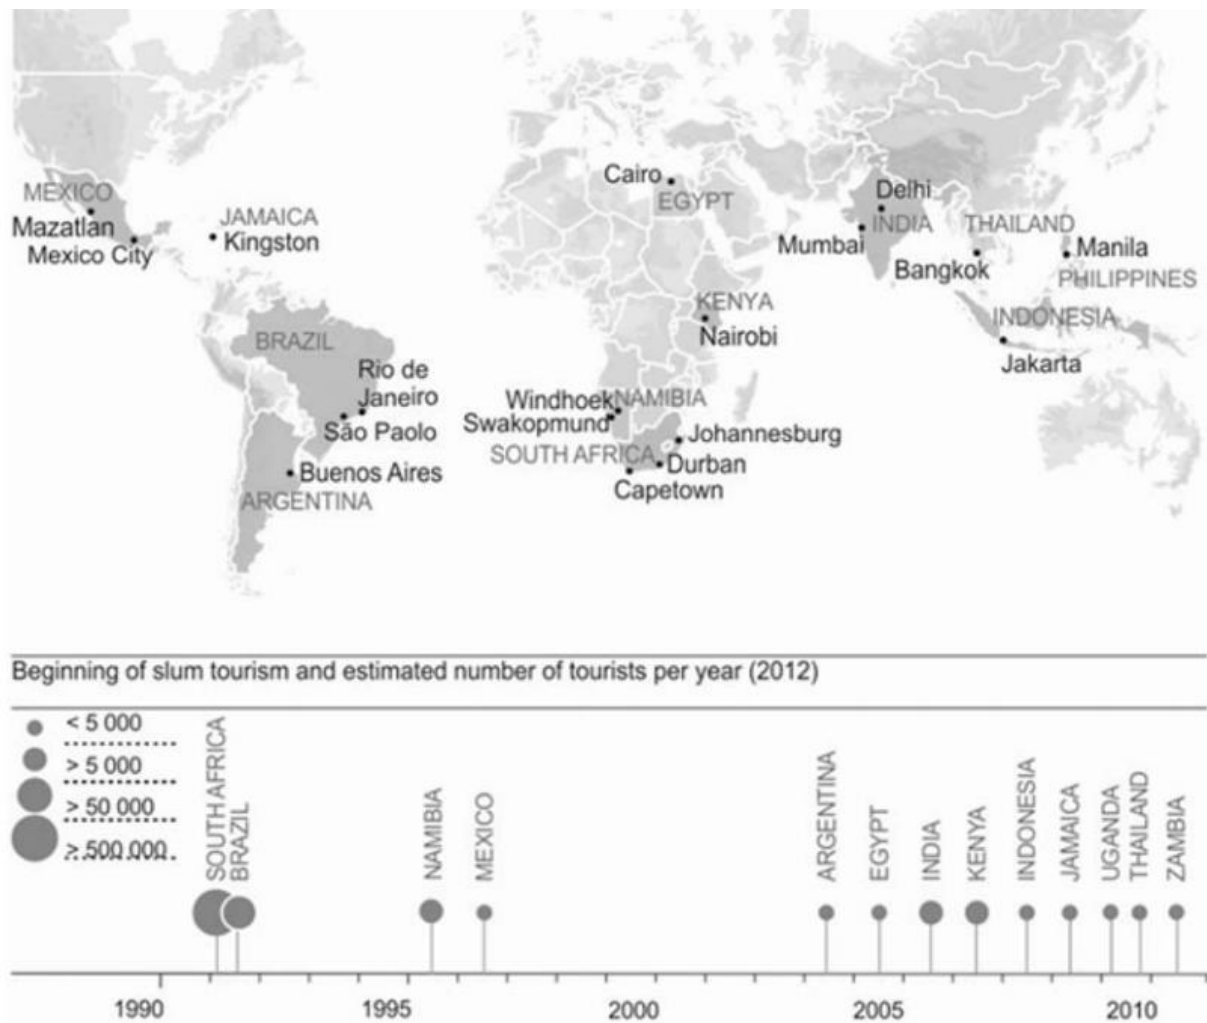 MEXICO
Mazatlan
Mexico City
JAMAICA
Kingston
Cairo
EGYPT
Delhi
INDIA
Mumbai
THAILAND
Bangkok
Manila
PHILIPPINES
KENYA
Nairobi
INDONESIA
Jakarta
BRAZIL
Rio de
Janeiro
São Paolo
Windhoek
NAMIBIA
Swakopmund
SOUTH AFRICA
Johannesburg
Durban
Capetown
Buenos Aires
ARGENTINA
Beginning of slum tourism and estimated number of tourists per year (2012)
< 5 000
> 5 000
> 50 000
> 500 000
SOUTH AFRICA
BRAZIL
NAMIBIA
MEXICO
ARGENTINA
EGYPT
INDIA
KENYA
INDONESIA
JAMAICA
UGANDA
THAILAND
ZAMBIA
1990 1995 2000 2005 2010